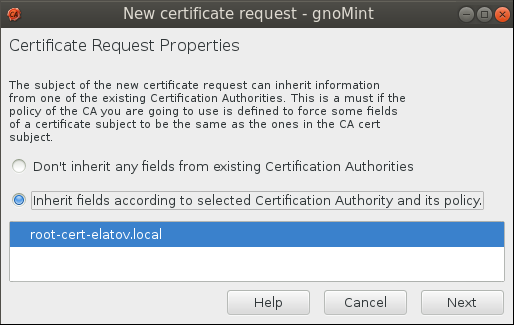 New certificate request - gnoMint
Certificate Request Properties
The subject of the new certificate request can inherit information
from one of the existing Certification Authorities. This is a must if the
policy of the CA you are going to use is defined to force some fields
of a certificate subject to be the same as the ones in the CA cert
subject.
Don't inherit any fields from existing Certification Authorities
Inherit fields according to selected Certification Authority and its policy.
root-cert-elatov.local
Help
Cancel
Next